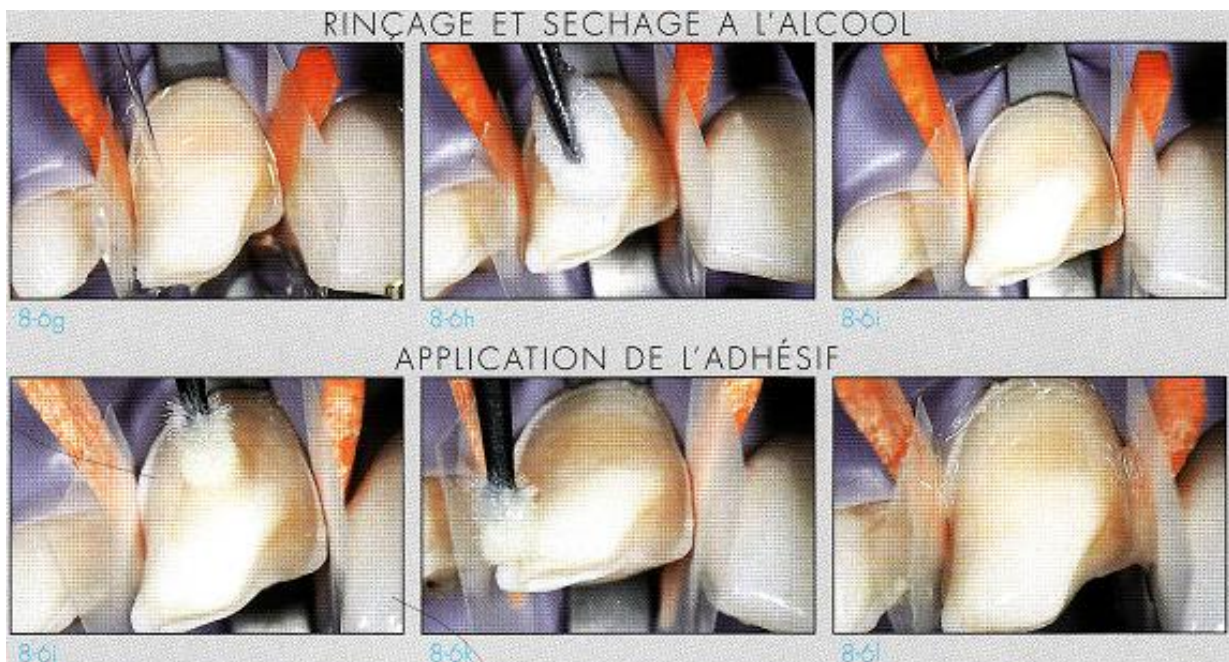 RINÇAGE ET SECHAGE A L'ALCOOL
8-6g
8-6h
8-6i
APPLICATION DE L'ADHÉSIF
8-6j
8-6k
8-6l